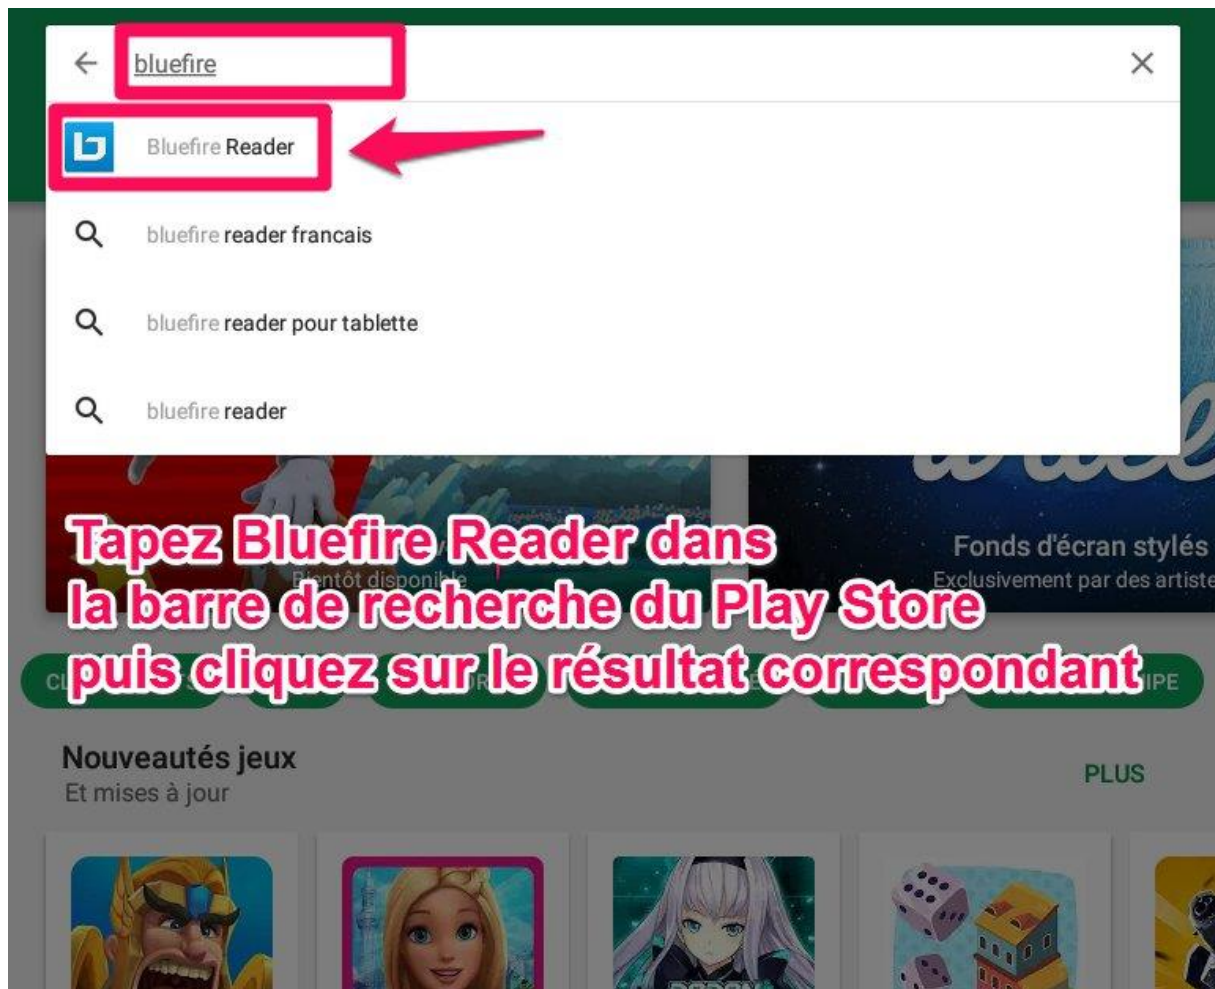 bluefire
Bluefire Reader
bluefire reader francais
bluefire reader pour tablette
bluefire reader
Fonds d'écran stylés
Exclusivement par des artiste
Bientôt disponible
Tapez Bluefire Reader dans
la barre de recherche du Play Store
puis cliquez sur le résultat correspondant
Nouveautés jeux
Et mises à jour
PLUS